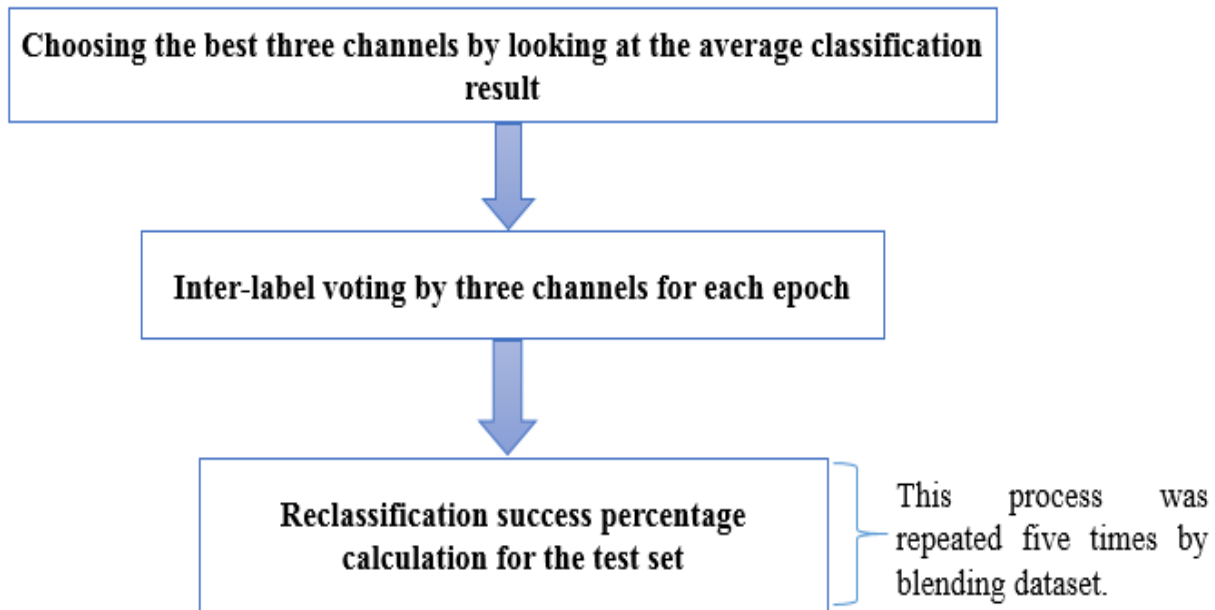 Choosing the best three channels by looking at the average classification
result
Inter-label voting by three channels for each epoch
Reclassification success percentage
calculation for the test set
This process was
repeated five times by
blending dataset.